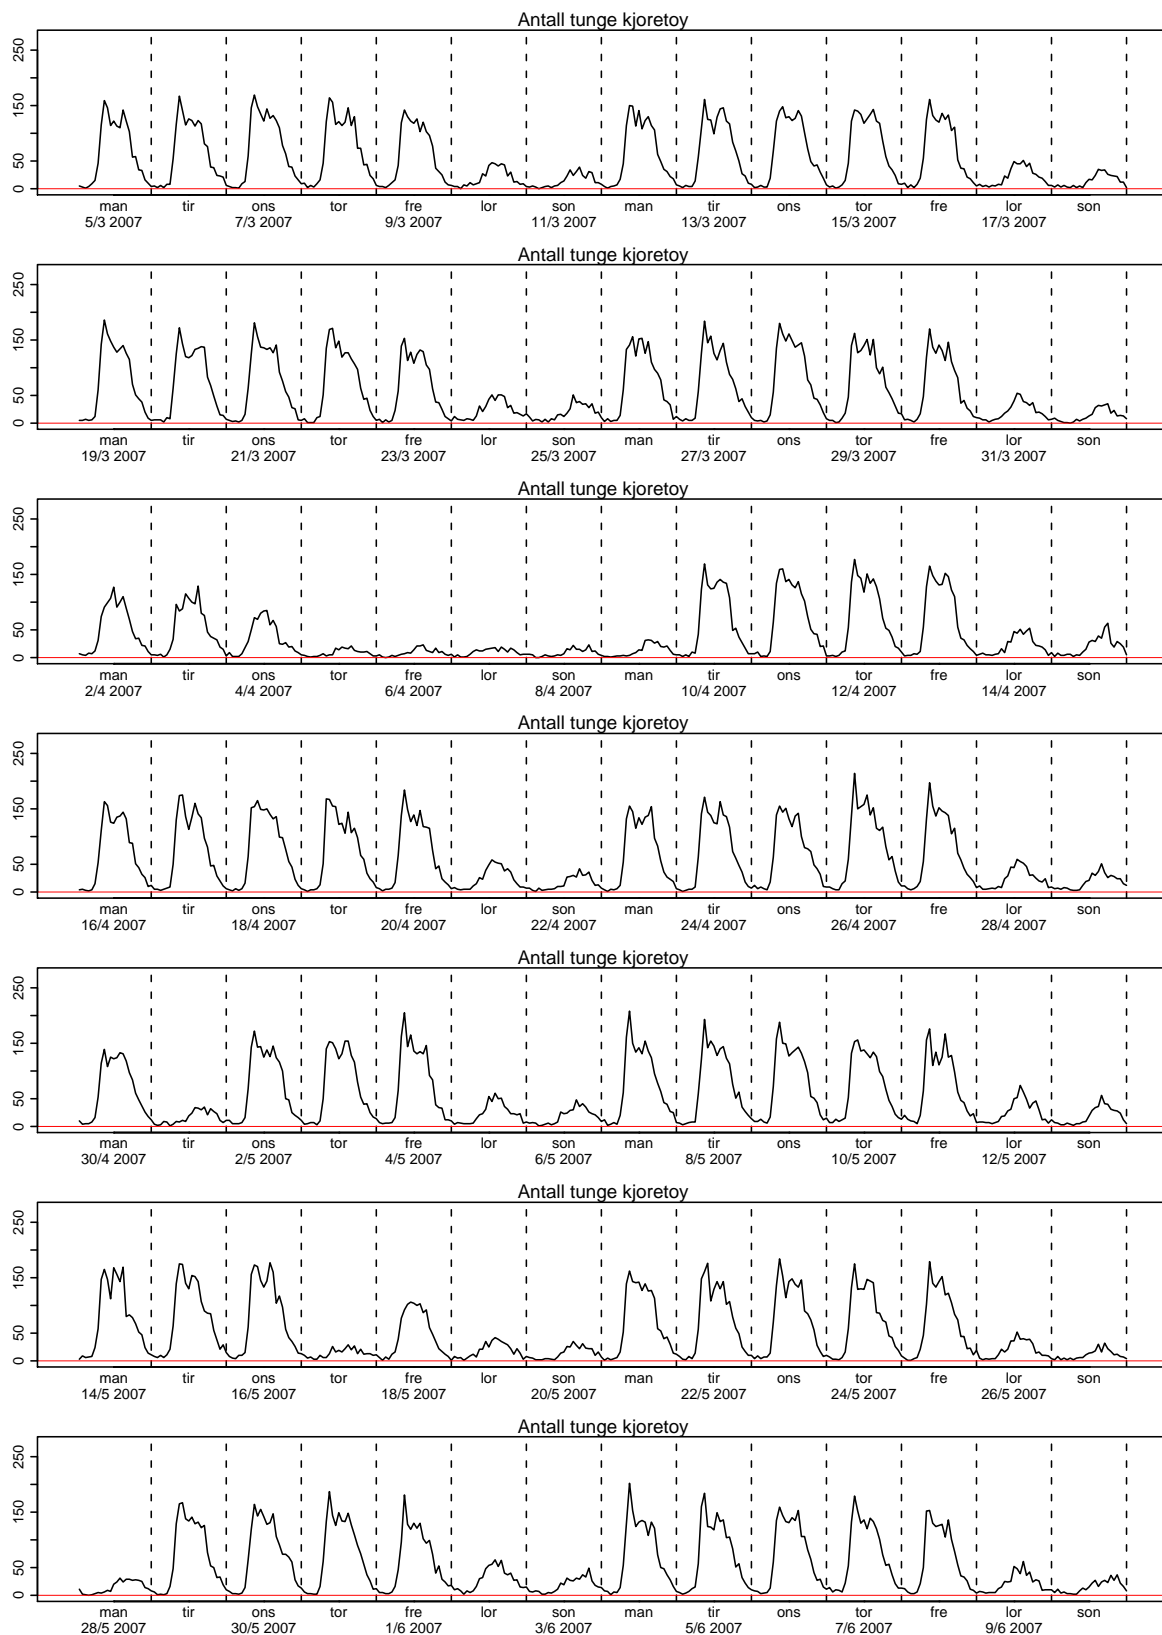 Antall tunge kjoretoy
250
150
50
0
man tir ons tor fre lor son man tir ons tor fre lor son
5/3 2007 7/3 2007 9/3 2007 11/3 2007 13/3 2007 15/3 2007 17/3 2007
Antall tunge kjoretoy
250
150
50
0
man tir ons tor fre lor son man tir ons tor fre lor son
19/3 2007 21/3 2007 23/3 2007 25/3 2007 27/3 2007 29/3 2007 31/3 2007
Antall tunge kjoretoy
250
150
50
0
man tir ons tor fre lor son man tir ons tor fre lor son
2/4 2007 4/4 2007 6/4 2007 8/4 2007 10/4 2007 12/4 2007 14/4 2007
Antall tunge kjoretoy
250
150
50
0
man tir ons tor fre lor son man tir ons tor fre lor son
16/4 2007 18/4 2007 20/4 2007 22/4 2007 24/4 2007 26/4 2007 28/4 2007
Antall tunge kjoretoy
250
150
50
0
man tir ons tor fre lor son man tir ons tor fre lor son
30/4 2007 2/5 2007 4/5 2007 6/5 2007 8/5 2007 10/5 2007 12/5 2007
Antall tunge kjoretoy
250
150
50
0
man tir ons tor fre lor son man tir ons tor fre lor son
14/5 2007 16/5 2007 18/5 2007 20/5 2007 22/5 2007 24/5 2007 26/5 2007
Antall tunge kjoretoy
250
150
50
0
man tir ons tor fre lor son man tir ons tor fre lor son
28/5 2007 30/5 2007 1/6 2007 3/6 2007 5/6 2007 7/6 2007 9/6 2007